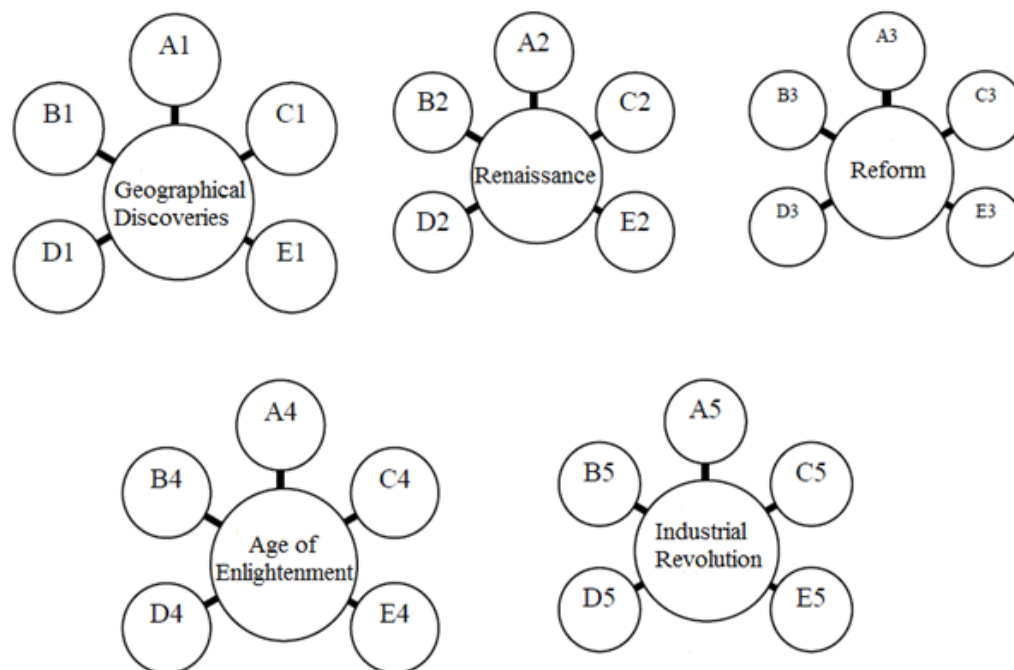 A1
B1
C1
Geographical
Discoveries
D1
E1
A2
B2
C2
Renaissance
D2
E2
A3
B3
C3
Reform
D3
E3
A4
B4
C4
Age of
Enlightenment
D4
E4
A5
B5
C5
Industrial
Revolution
D5
E5